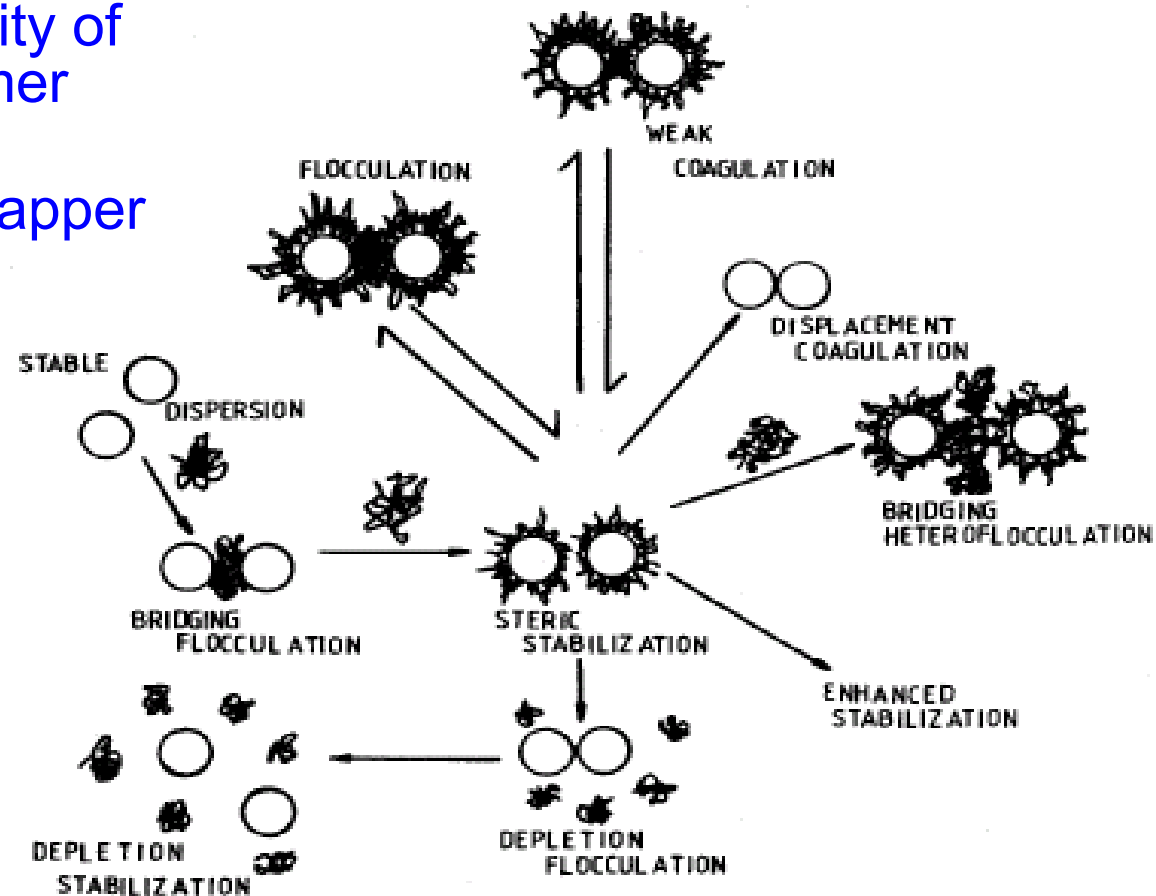 ity of
apper
WEAK
COAGULATION
FLOCCULATION
DISPLACEMENT
COAGULATION
STABLE
DISPERSION
BRIDGING
HETEROFLOCCULATION
BRIDGING
FLOCCULATION
STERIC
STABILIZATION
ENHANCED
STABILIZATION
DEPLETION
FLOCCULATION
DEPLETION
STABILIZATION